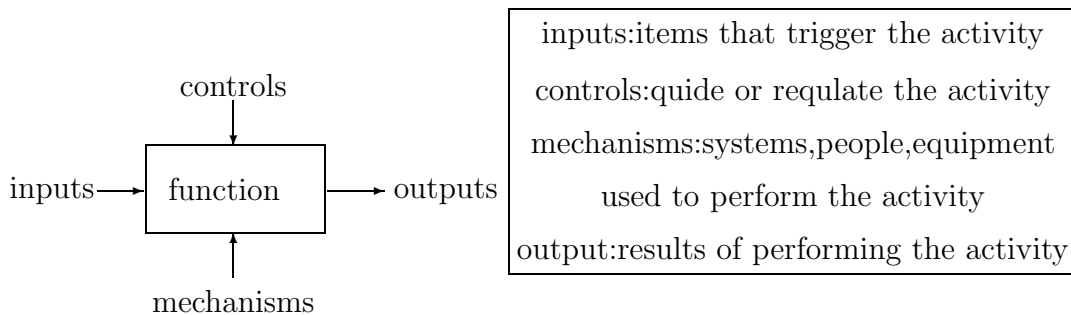 controls
inputs
function
outputs
mechanisms
inputs:items that trigger the activity
controls:quide or requlate the activity
mechanisms:systems,people,equipment
used to perform the activity
output:results of performing the activity